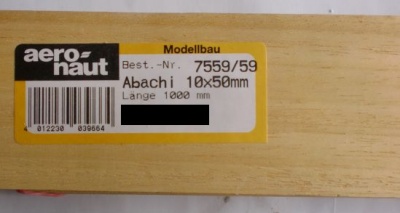 aero-
naut
Modellbau
Best.-Nr. 7559/59
Abachi 10x50mm
Länge 1000 mm
4 012230 039664